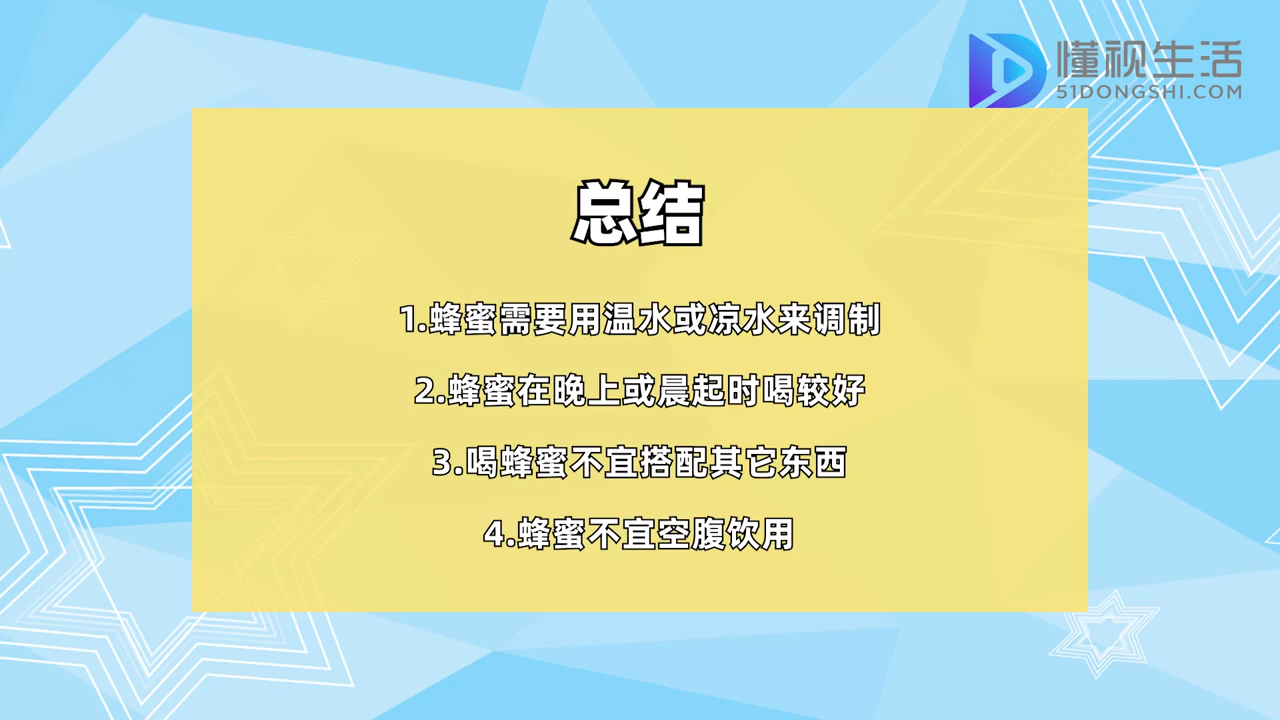 懂视生活
51DONGSHI.COM
总结
1.蜂蜜需要用温水或凉水来调制
2.蜂蜜在晚上或晨起时喝较好
3.喝蜂蜜不宜搭配其它东西
4.蜂蜜不宜空腹饮用